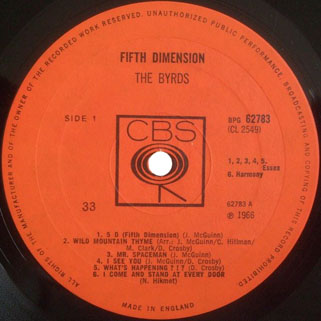 ALL RIGHTS OF THE MANUFACTURER AND OF THE OWNER OF THE RECORDED WORK RESERVED. UNAUTHORISED PUBLIC PERFORMANCE, BROADCASTING AND COPYING OF THIS RECORD PROHIBITED
FIFTH DIMENSION
THE BYRDS
SIDE 1
CBS
BPG 62783
(CL 2549)
1, 2, 3, 4, 5. Essex
6. Harmony
33
62783 A
℗ 1966
1. 5 D (Fifth Dimension) (J. McGuinn)
2. WILD MOUNTAIN THYME (Arr: J. McGuinn/C. Hillman/
M. Clark/D. Crosby)
3. MR. SPACEMAN (J. McGuinn)
4. I SEE YOU (J. McGuinn/D. Crosby)
5. WHAT'S HAPPENING ? ! ? (D. Crosby)
6. I COME AND STAND AT EVERY DOOR
(N. Hikmet)
MADE IN ENGLAND